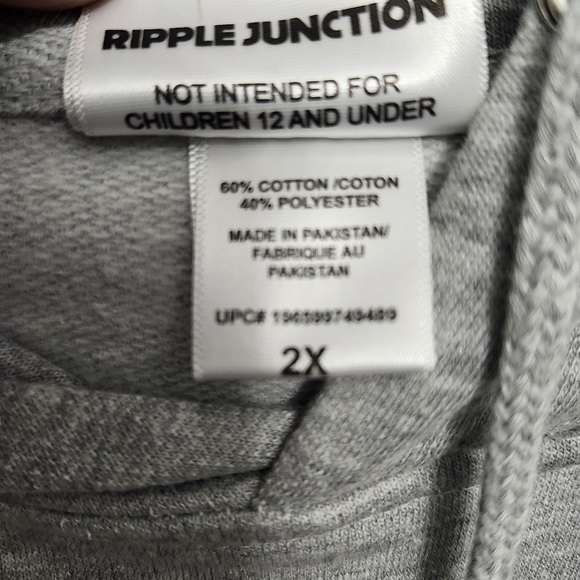 RIPPLE JUNCTION
NOT INTENDED FOR
CHILDREN 12 AND UNDER
60% COTTON /COTON
40% POLYESTER
MADE IN PAKISTAN/
FABRIQUE AU
PAKISTAN
UPC#
2X